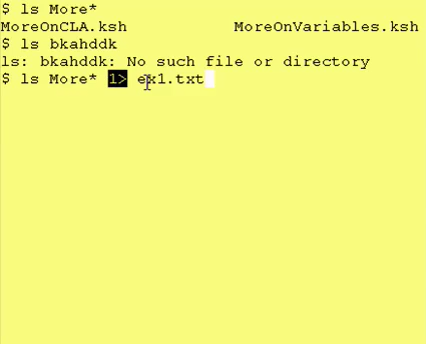 $ ls More*
MoreOnCLA.ksh MoreOnVariables.ksh
$ ls bkahddk
ls: bkahddk: No such file or directory
$ ls More* 1> ex1.txt